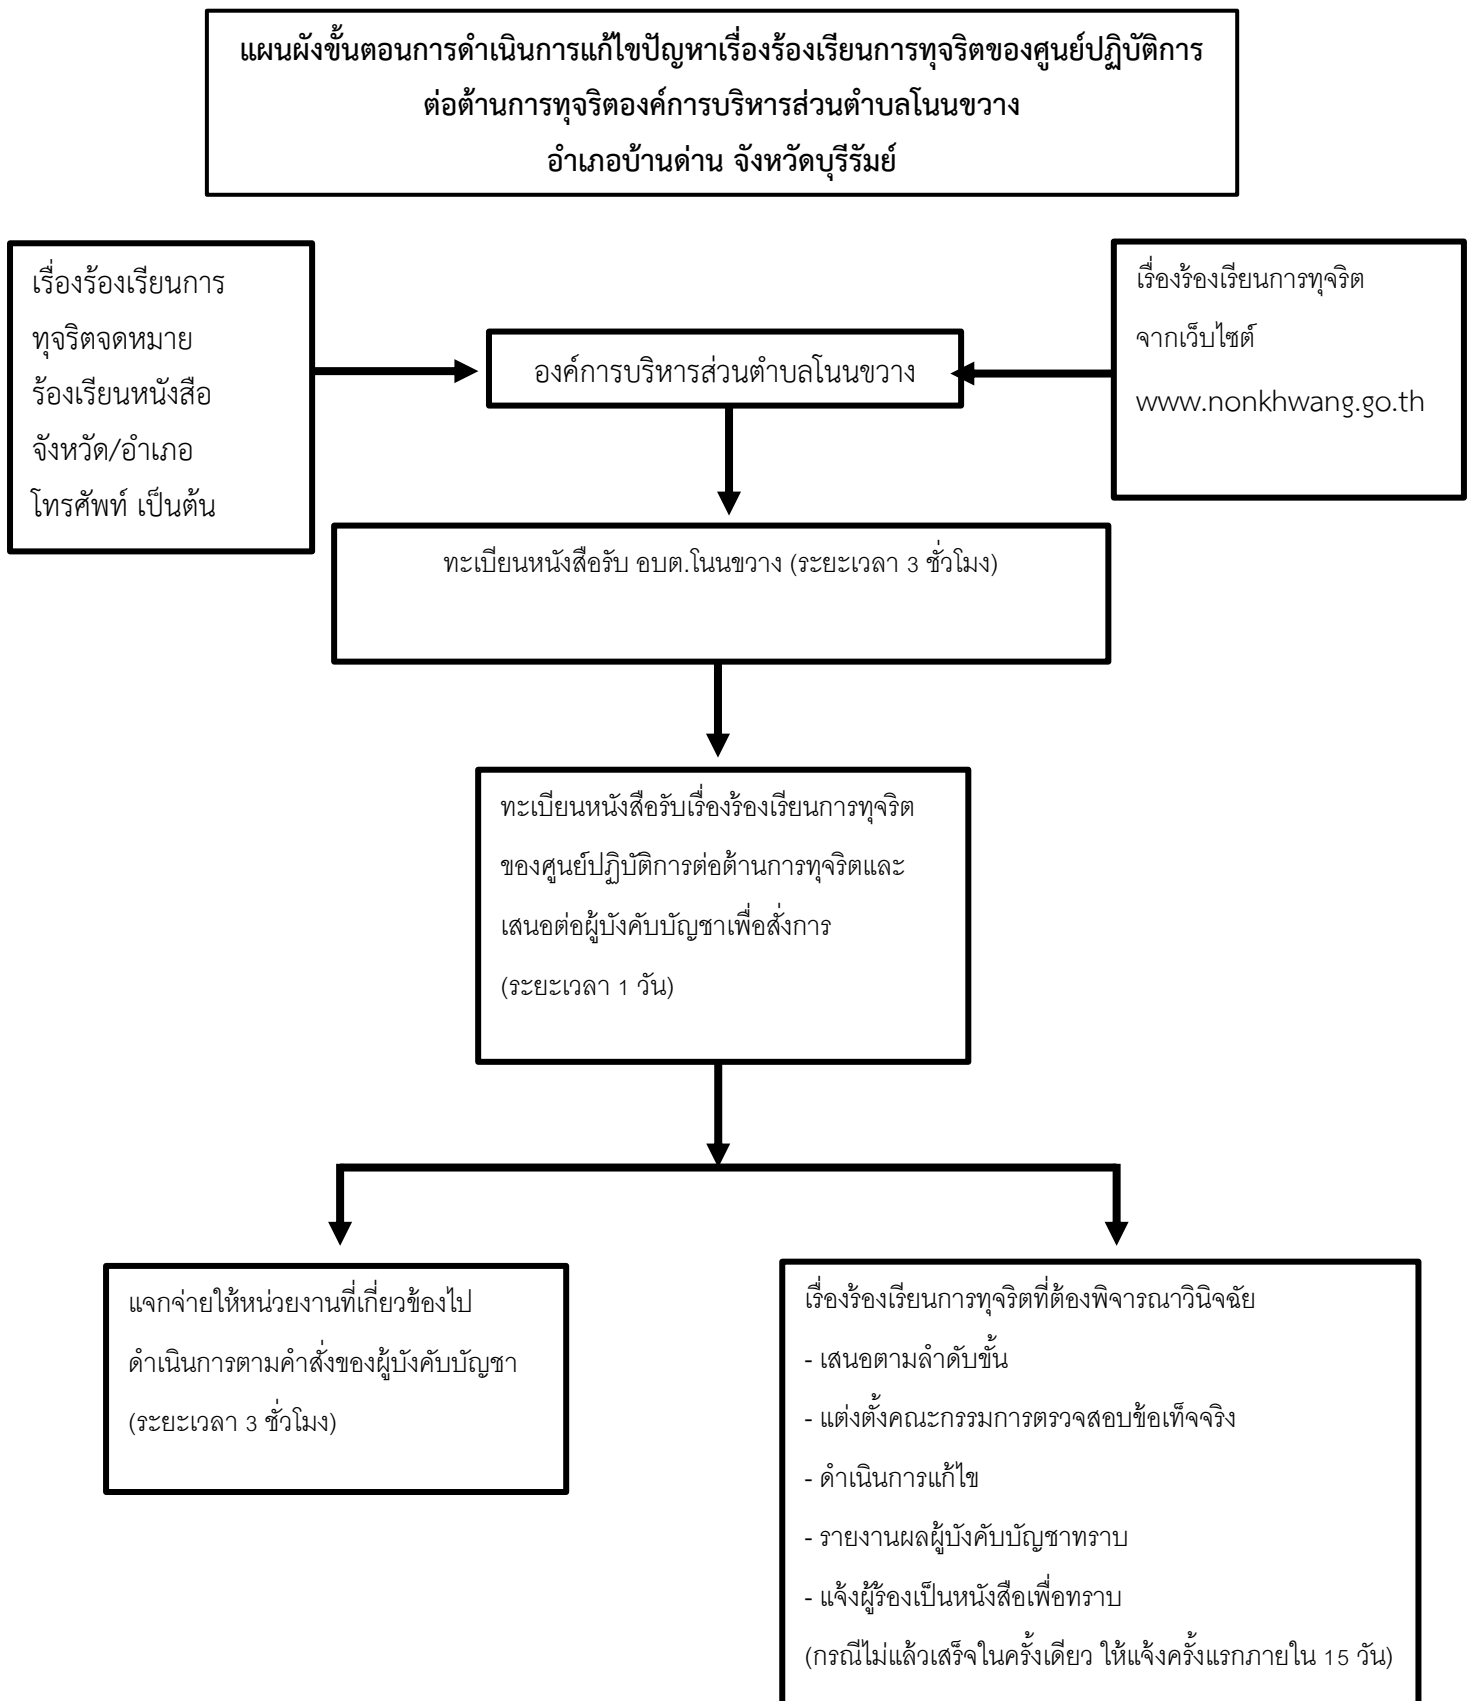 แผนผังขั้นตอนการดำเนินการแก้ไขปัญหาเรื่องร้องเรียนการทุจริตของศูนย์ปฏิบัติการ
ต่อต้านการทุจริตองค์การบริหารส่วนตำบลโนนขวาง
อำเภอบ้านด่าน จังหวัดบุรีรัมย์
เรื่องร้องเรียนการ
ทุจริตจดหมาย
ร้องเรียนหนังสือ
จังหวัด/อำเภอ
โทรศัพท์ เป็นต้น
องค์การบริหารส่วนตำบลโนนขวาง
เรื่องร้องเรียนการทุจริต
จากเว็บไซต์
www.nonkhwang.go.th
ทะเบียนหนังสือรับ อบต.โนนขวาง (ระยะเวลา 3 ชั่วโมง)
ทะเบียนหนังสือรับเรื่องร้องเรียนการทุจริต
ของศูนย์ปฏิบัติการต่อต้านการทุจริตและ
เสนอต่อผู้บังคับบัญชาเพื่อสั่งการ
(ระยะเวลา 1 วัน)
แจกจ่ายให้หน่วยงานที่เกี่ยวข้องไป
ดำเนินการตามคำสั่งของผู้บังคับบัญชา
(ระยะเวลา 3 ชั่วโมง)
เรื่องร้องเรียนการทุจริตที่ต้องพิจารณาวินิจฉัย
- เสนอตามลำดับขั้น
- แต่งตั้งคณะกรรมการตรวจสอบข้อเท็จจริง
- ดำเนินการแก้ไข
- รายงานผลผู้บังคับบัญชาทราบ
- แจ้งผู้ร้องเป็นหนังสือเพื่อทราบ
(กรณีไม่แล้วเสร็จในครั้งเดียว ให้แจ้งครั้งแรกภายใน 15 วัน)